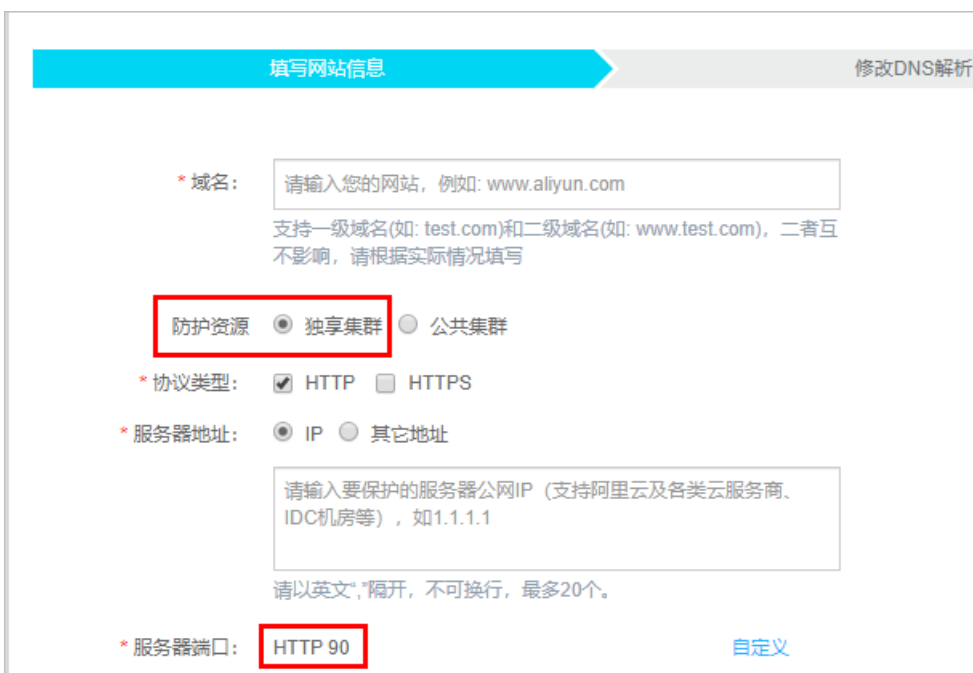 填写网站信息
修改DNS解析
* 域名：
请输入您的网站，例如: www.aliyun.com
支持一级域名(如: test.com)和二级域名(如: www.test.com)，二者互
不影响，请根据实际情况填写
防护资源 独享集群 公共集群
* 协议类型： HTTP HTTPS
* 服务器地址： IP 其它地址
请输入要保护的服务器公网IP（支持阿里云及各类云服务商、
IDC机房等），如1.1.1.1
请以英文","隔开，不可换行，最多20个。
* 服务器端口： HTTP 90 自定义